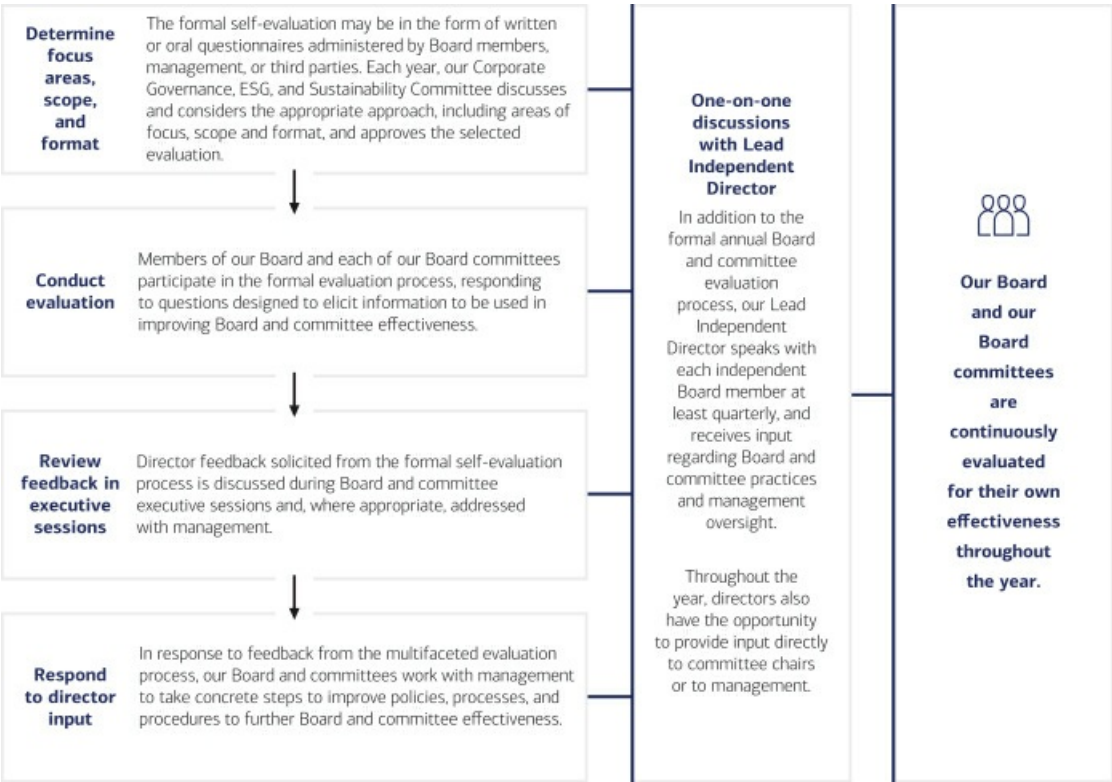 Determine
focus
areas,
scope,
and
format
The formal self-evaluation may be in the form of written
or oral questionnaires administered by Board members,
management, or third parties. Each year, our Corporate
Governance, ESG, and Sustainability Committee discusses
and considers the appropriate approach, including areas of
focus, scope and format, and approves the selected
evaluation.
Conduct
evaluation
Members of our Board and each of our Board committees
participate in the formal evaluation process, responding
to questions designed to elicit information to be used in
improving Board and committee effectiveness.
Review
feedback in
executive
sessions
Director feedback solicited from the formal self-evaluation
process is discussed during Board and committee
executive sessions and, where appropriate, addressed
with management.
Respond
to director
input
In response to feedback from the multifaceted evaluation
process, our Board and committees work with management
to take concrete steps to improve policies, processes, and
procedures to further Board and committee effectiveness.
One-on-one
discussions
with Lead
Independent
Director
In addition to the
formal annual Board
and committee
evaluation
process, our Lead
Independent
Director speaks with
each independent
Board member at
least quarterly, and
receives input
regarding Board and
committee practices
and management
oversight.
Throughout the
year, directors also
have the opportunity
to provide input directly
to committee chairs
or to management.
Our Board
and our
Board
committees
are
continuously
evaluated
for their own
effectiveness
throughout
the year.